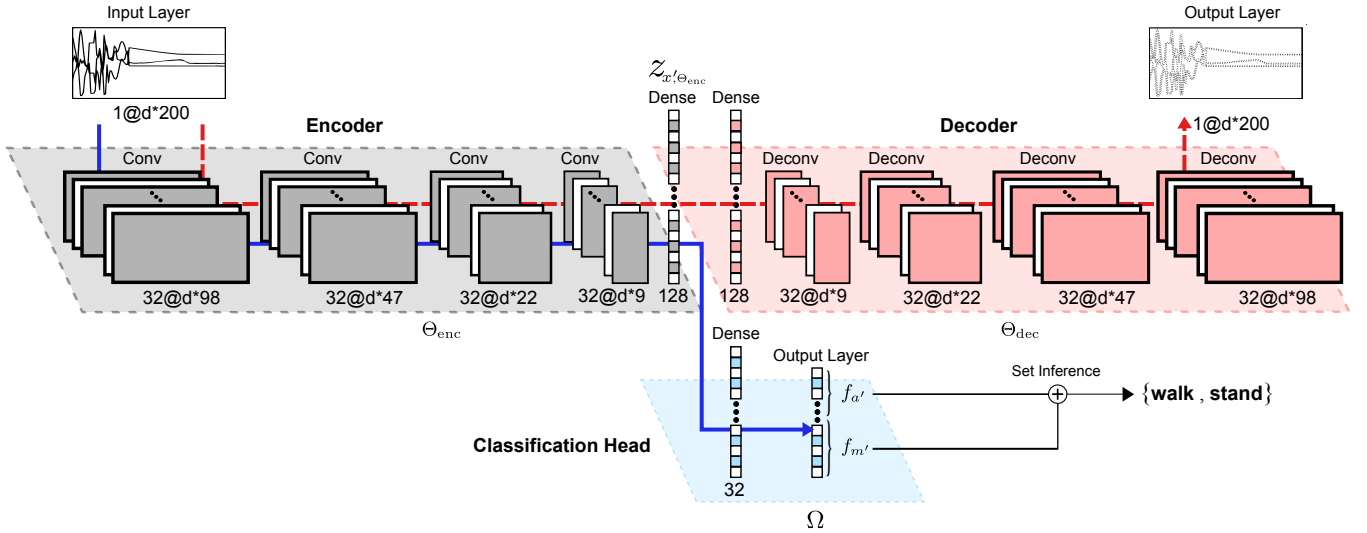 Input Layer
Output Layer
z_{x',Θ_enc}
1@d*200
Encoder
Dense
Dense
Decoder
1@d*200
Conv
Conv
Conv
Conv
Deconv
Deconv
Deconv
Deconv
32@d*98
32@d*47
32@d*22
32@d*9
128
128
32@d*9
32@d*22
32@d*47
32@d*98
Θ_enc
Θ_dec
Dense
Output Layer
Set Inference
f_{a'}
{walk , stand}
Classification Head
f_{m'}
32
Ω